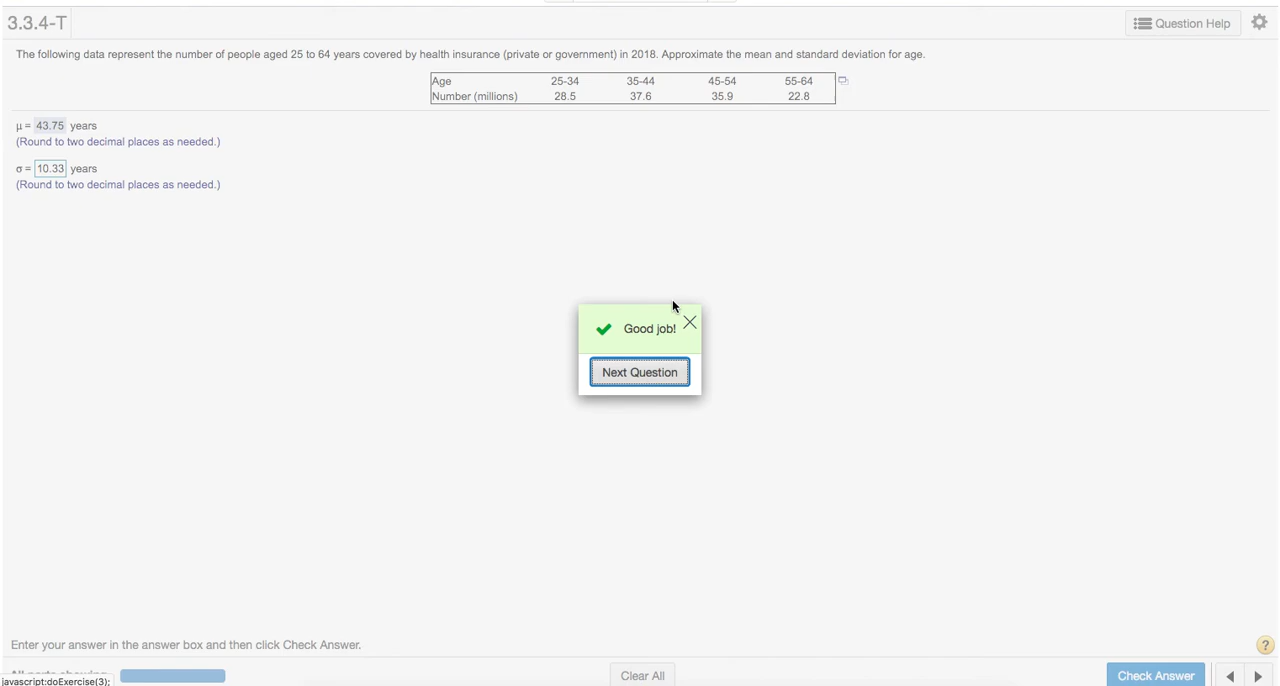 3.3.4-T
Question Help
The following data represent the number of people aged 25 to 64 years covered by health insurance (private or government) in 2018. Approximate the mean and standard deviation for age.
Age 25-34 35-44 45-54 55-64
Number (millions) 28.5 37.6 35.9 22.8
μ = 43.75 years
(Round to two decimal places as needed.)
σ = 10.33 years
(Round to two decimal places as needed.)
Good job!
Next Question
Enter your answer in the answer box and then click Check Answer.
?
All parts showing
Clear All
Check Answer
javascript:doExercise(3);